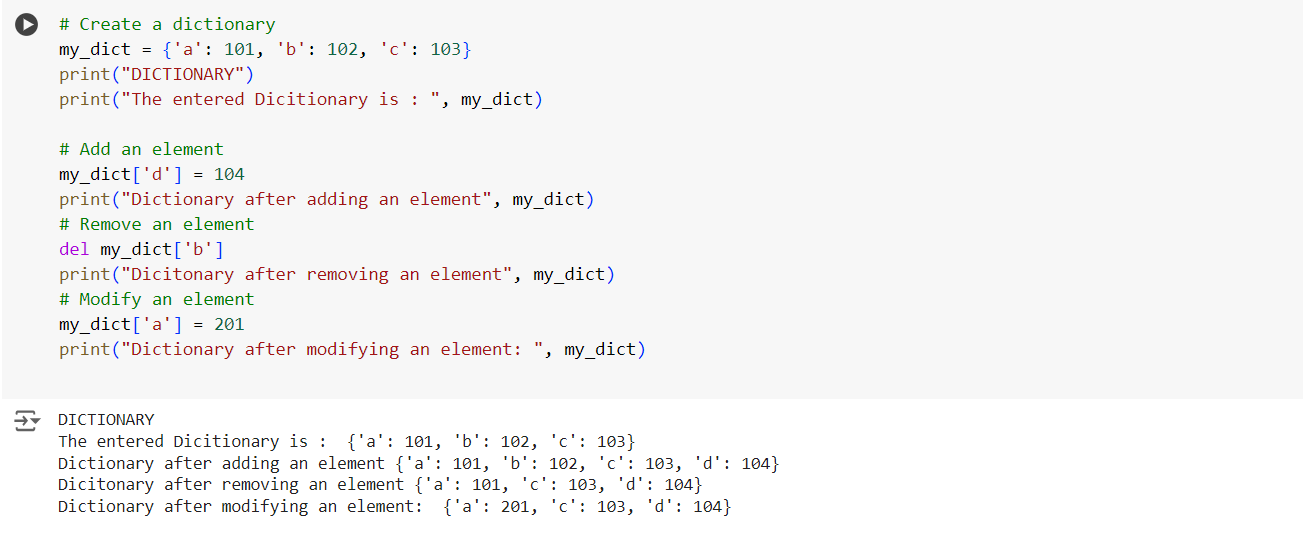 # Create a dictionary
my_dict = {'a': 101, 'b': 102, 'c': 103}
print("DICTIONARY")
print("The entered Dicitionary is : ", my_dict)
# Add an element
my_dict['d'] = 104
print("Dictionary after adding an element", my_dict)
# Remove an element
del my_dict['b']
print("Dicitonary after removing an element", my_dict)
# Modify an element
my_dict['a'] = 201
print("Dictionary after modifying an element: ", my_dict)
DICTIONARY
The entered Dicitionary is :  {'a': 101, 'b': 102, 'c': 103}
Dictionary after adding an element {'a': 101, 'b': 102, 'c': 103, 'd': 104}
Dicitonary after removing an element {'a': 101, 'c': 103, 'd': 104}
Dictionary after modifying an element:  {'a': 201, 'c': 103, 'd': 104}